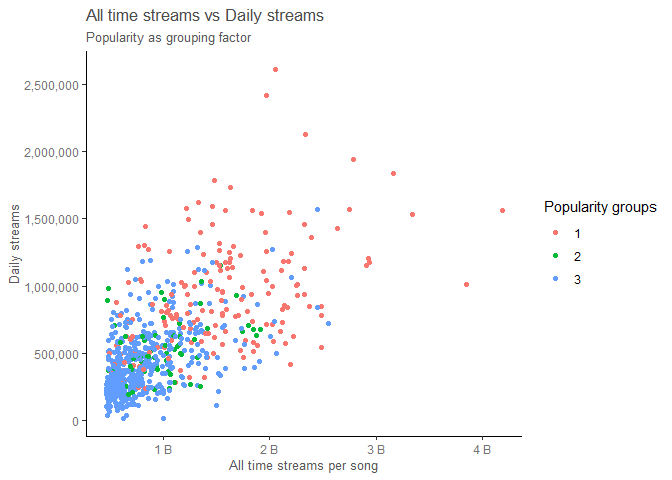 All time streams vs Daily streams
Popularity as grouping factor
2,500,000
2,000,000
1,500,000
1,000,000
500,000
0
Daily streams
1 B
2 B
3 B
4 B
All time streams per song
Popularity groups
1
2
3